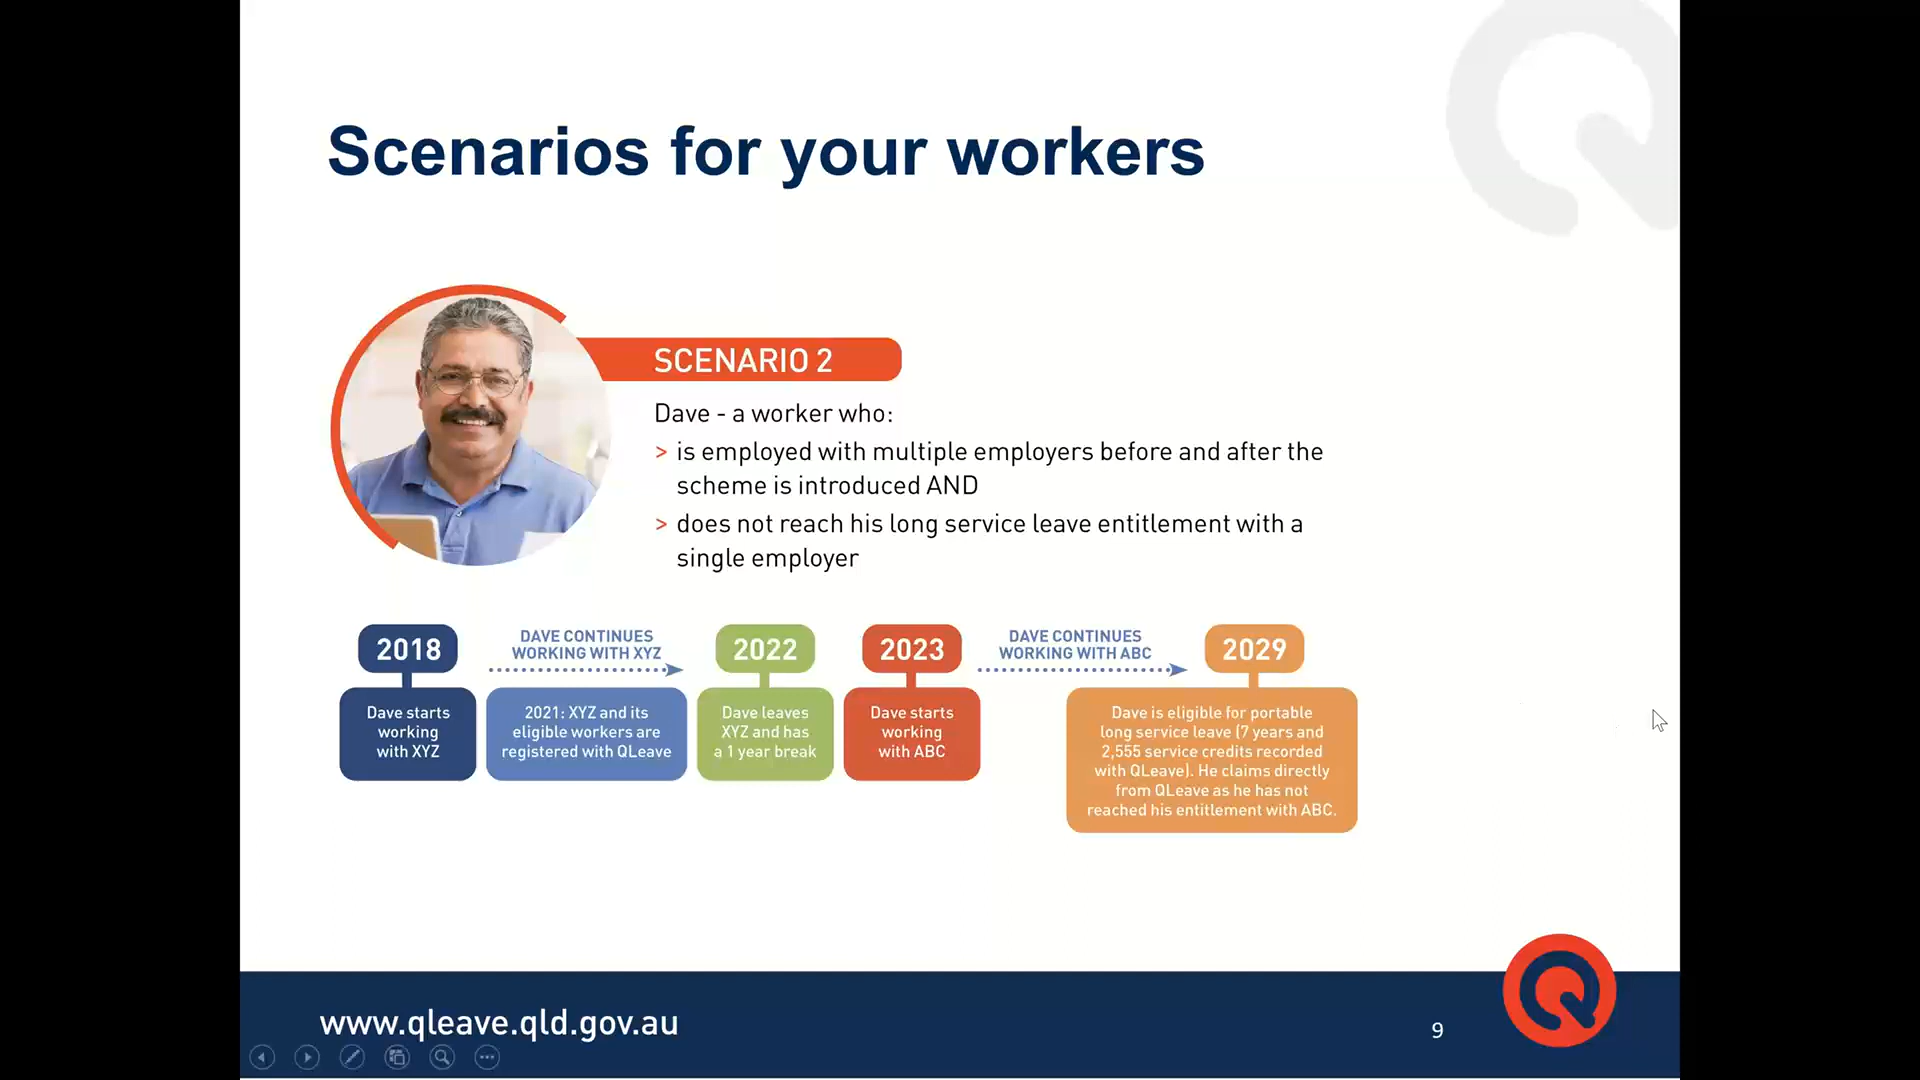 Scenarios for your workers
SCENARIO 2
Dave - a worker who:
> is employed with multiple employers before and after the
scheme is introduced AND
> does not reach his long service leave entitlement with a
single employer
2018
DAVE CONTINUES
WORKING WITH XYZ
2022
2023
DAVE CONTINUES
WORKING WITH ABC
2029
Dave starts
working
with XYZ
2021: XYZ and its
eligible workers are
registered with QLeave
Dave leaves
XYZ and has
a 1 year break
Dave starts
working
with ABC
Dave is eligible for portable
long service leave (7 years and
2,555 service credits recorded
with QLeave). He claims directly
from QLeave as he has not
reached his entitlement with ABC.
www.qleave.qld.gov.au
9